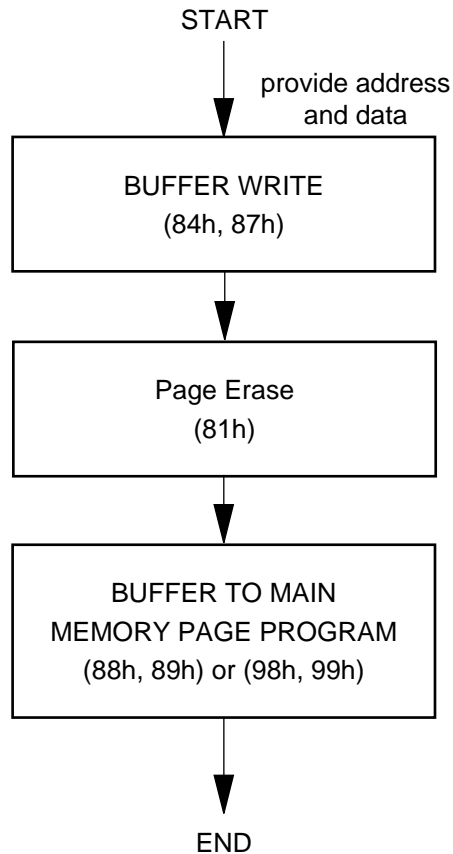 START
provide address
and data
BUFFER WRITE
(84h, 87h)
Page Erase
(81h)
BUFFER TO MAIN
MEMORY PAGE PROGRAM
(88h, 89h) or (98h, 99h)
END